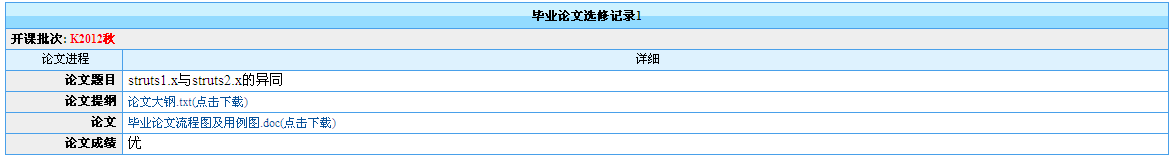 毕业论文选修记录1
开课批次: K2012秋
论文进程 详细
论文题目 struts1.x与struts2.x的异同
论文提纲 论文大钢.txt(点击下载)
论文 毕业论文流程图及用例图.doc(点击下载)
论文成绩 优